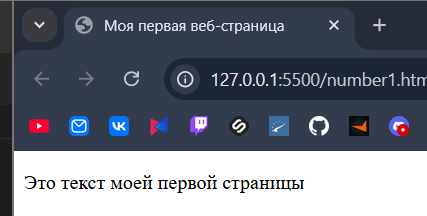 Моя первая веб-страница
127.0.0.1:5500/number1.htm
Это текст моей первой страницы